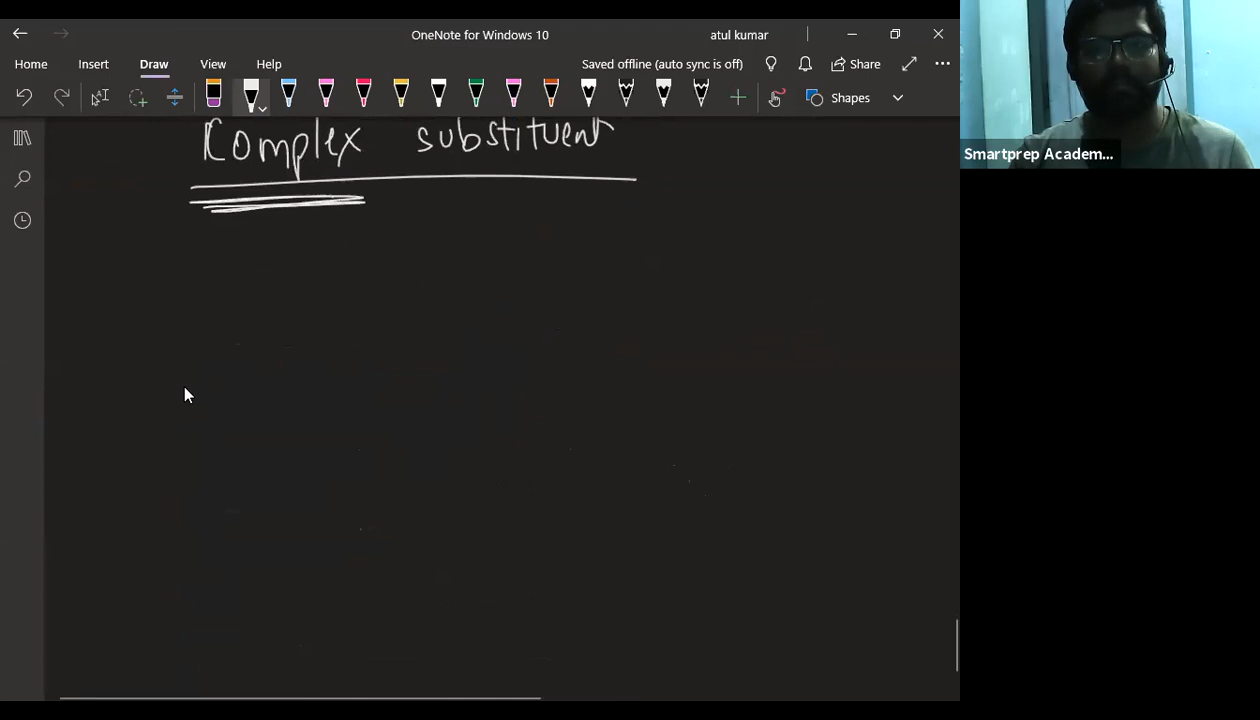 OneNote for Windows 10
atul kumar
Home Insert Draw View Help
Saved offline (auto sync is off)
Share
Shapes
Complex substituent
Smartprep Academ...